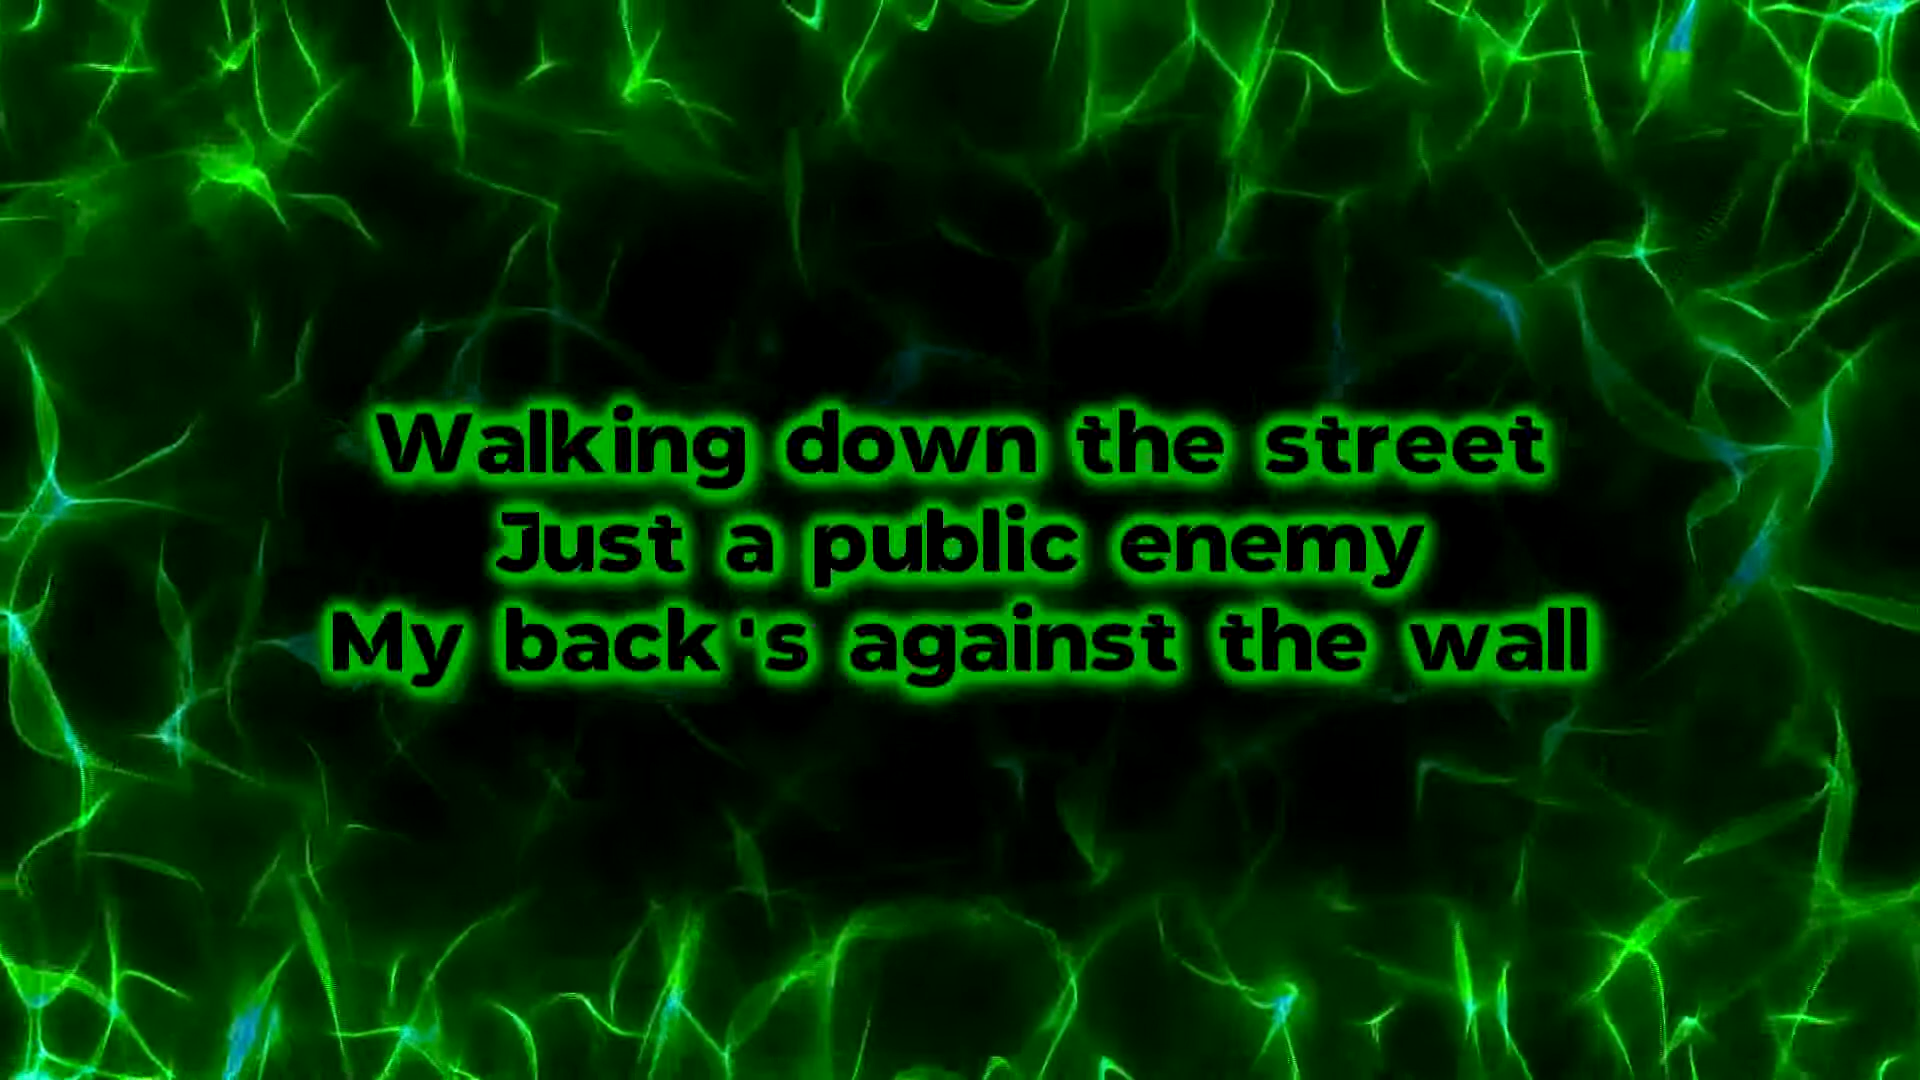 Walking down the street
Just a public enemy
My back's against the wall